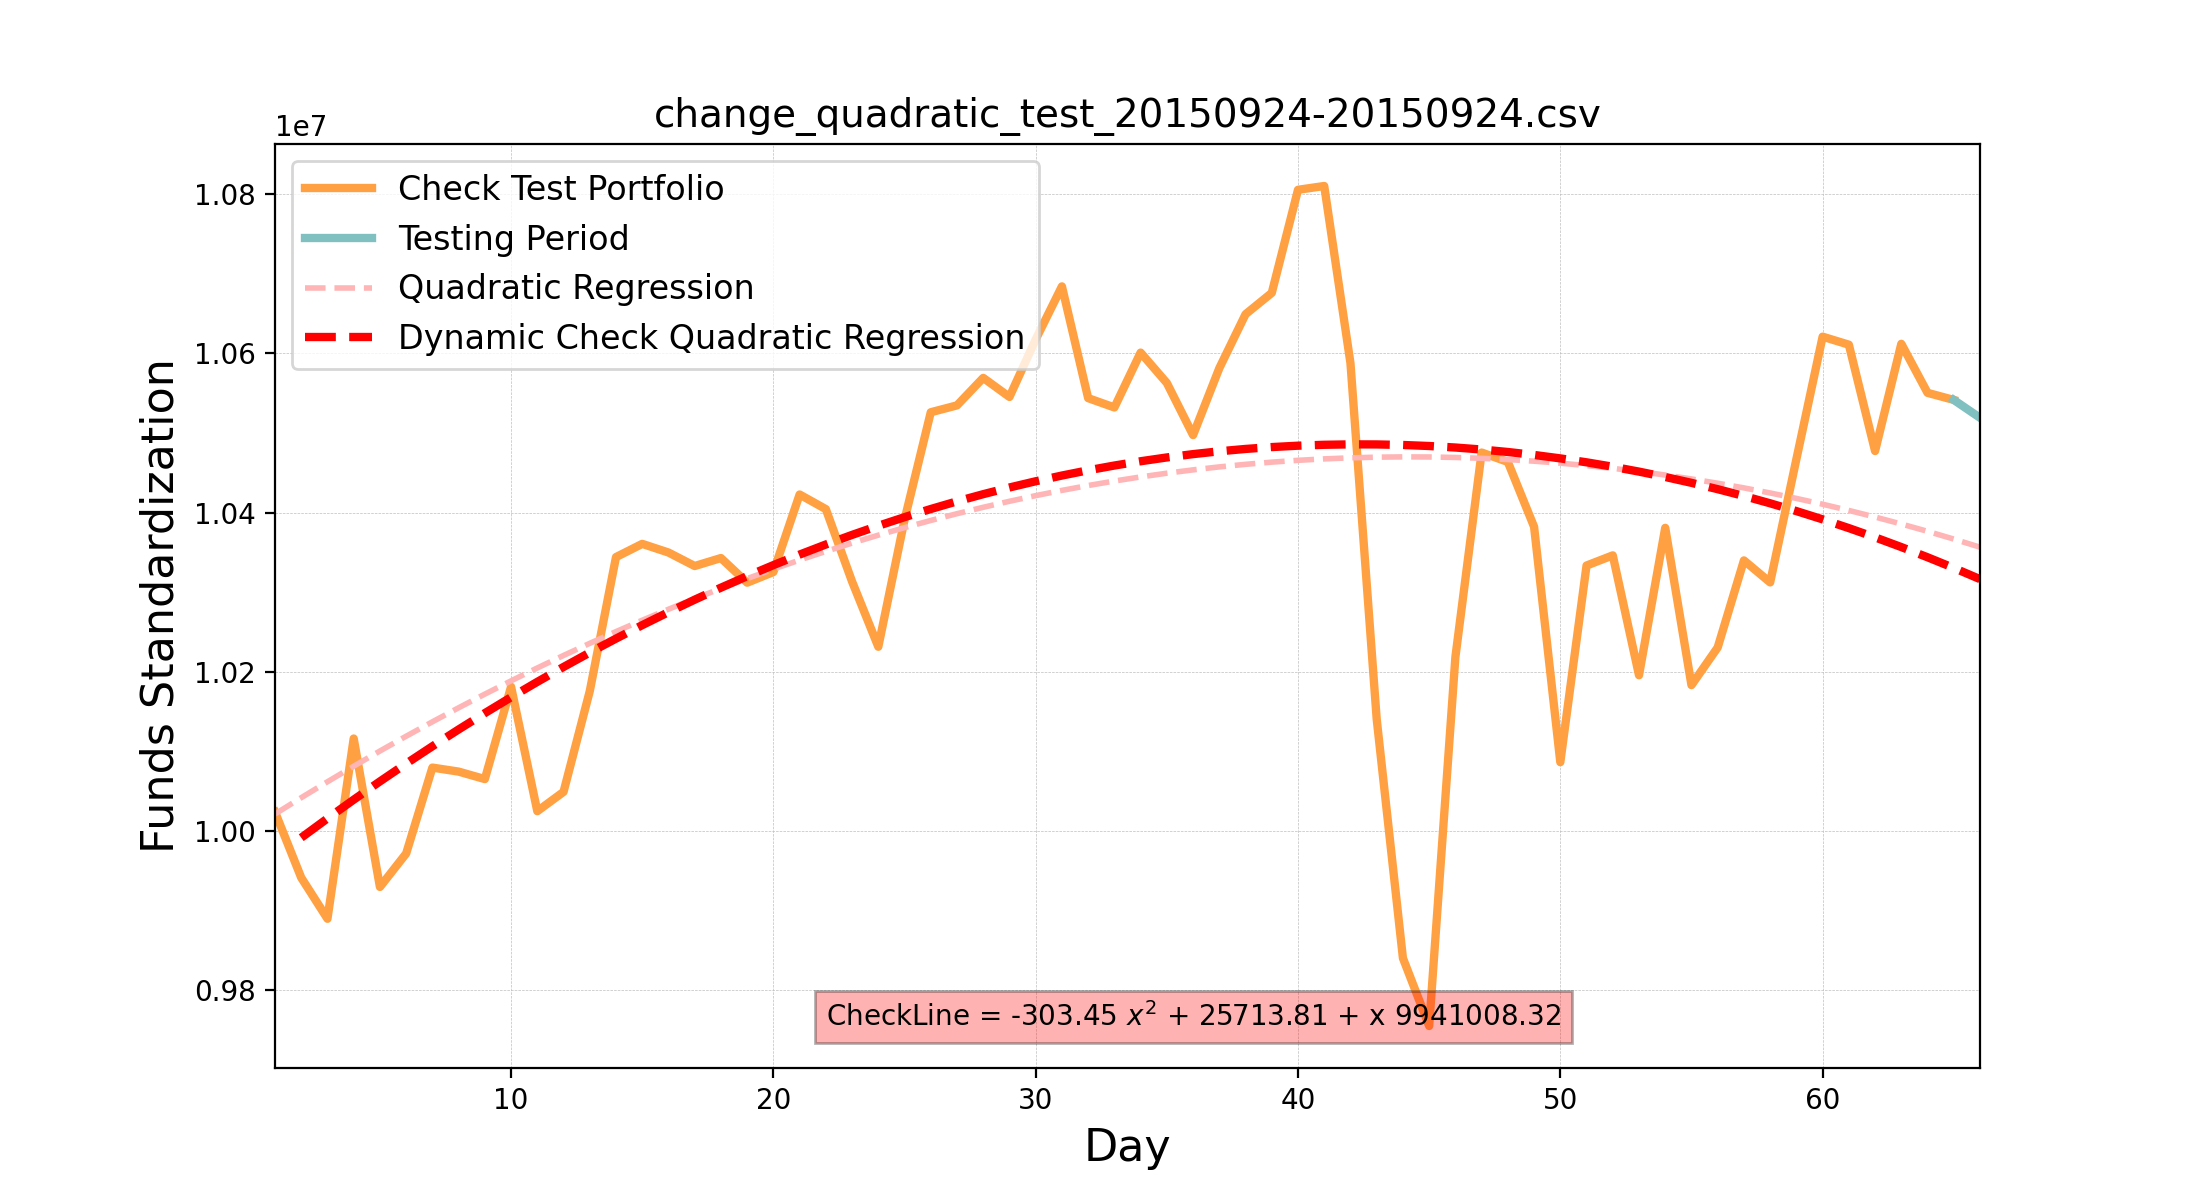 change_quadratic_test_20150924-20150924.csv
1e7
Check Test Portfolio
Testing Period
Quadratic Regression
Dynamic Check Quadratic Regression
1.08
1.06
1.04
1.02
1.00
0.98
Funds Standardization
CheckLine = -303.45 x² + 25713.81 + x 9941008.32
10 20 30 40 50 60
Day